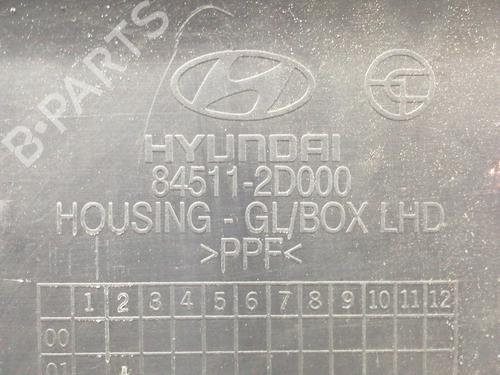 B-PARTS
HYUNDAI
84511-2D000
HOUSING - GL/BOX LHD
>PPF<
1 2 3 4 5 6 7 8 9 10 11 12
00
01